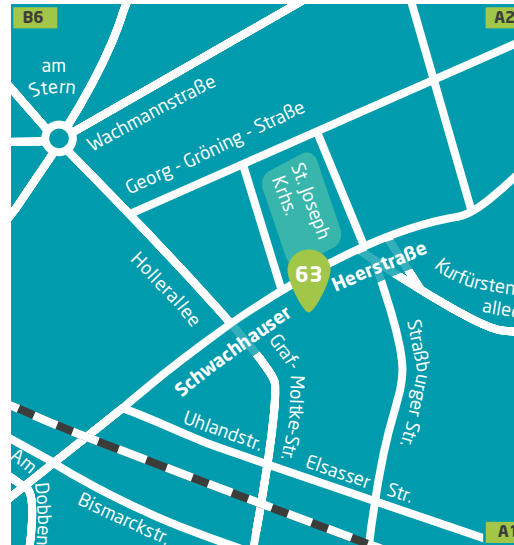 B6
A2
am
Stern
Wachmannstraße
Georg - Gröning - Straße
St. Joseph
Krhs.
Hollerallee
63
Schwachhauser Heerstraße
Kurfürsten
allee
Graf- Moltke-Str.
Straßburger Str.
Uhlandstr.
Elsasser Str.
Am Dobben
Bismarckstr.
A1